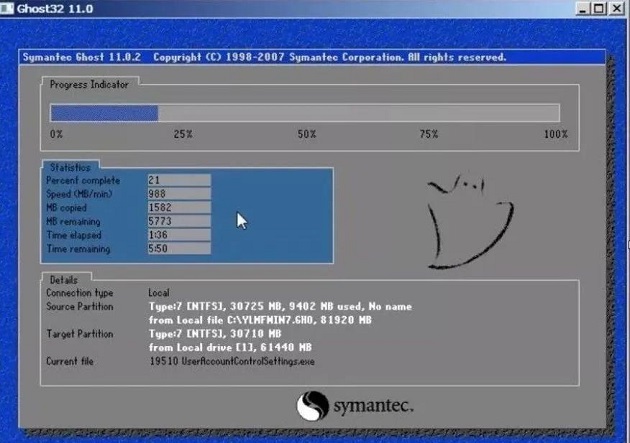 Ghost32 11.0
Symantec Ghost 11.0.2   Copyright (C) 1998-2007 Symantec Corporation. All rights reserved.
Progress Indicator
0% 25% 50% 75% 100%
Statistics
Percent complete 21
Speed (MB/min) 988
MB copied 1582
MB remaining 5773
Time elapsed 1:36
Time remaining 5:50
Details
Connection type Local
Source Partition Type:7 [NTFS], 30725 MB, 9402 MB used, No name
from Local file C:\YLMFWIN7.GHO, 81920 MB
Target Partition Type:7 [NTFS], 30710 MB
from Local drive [1], 61440 MB
Current file 19510 UserAccountControlSettings.exe
symantec.